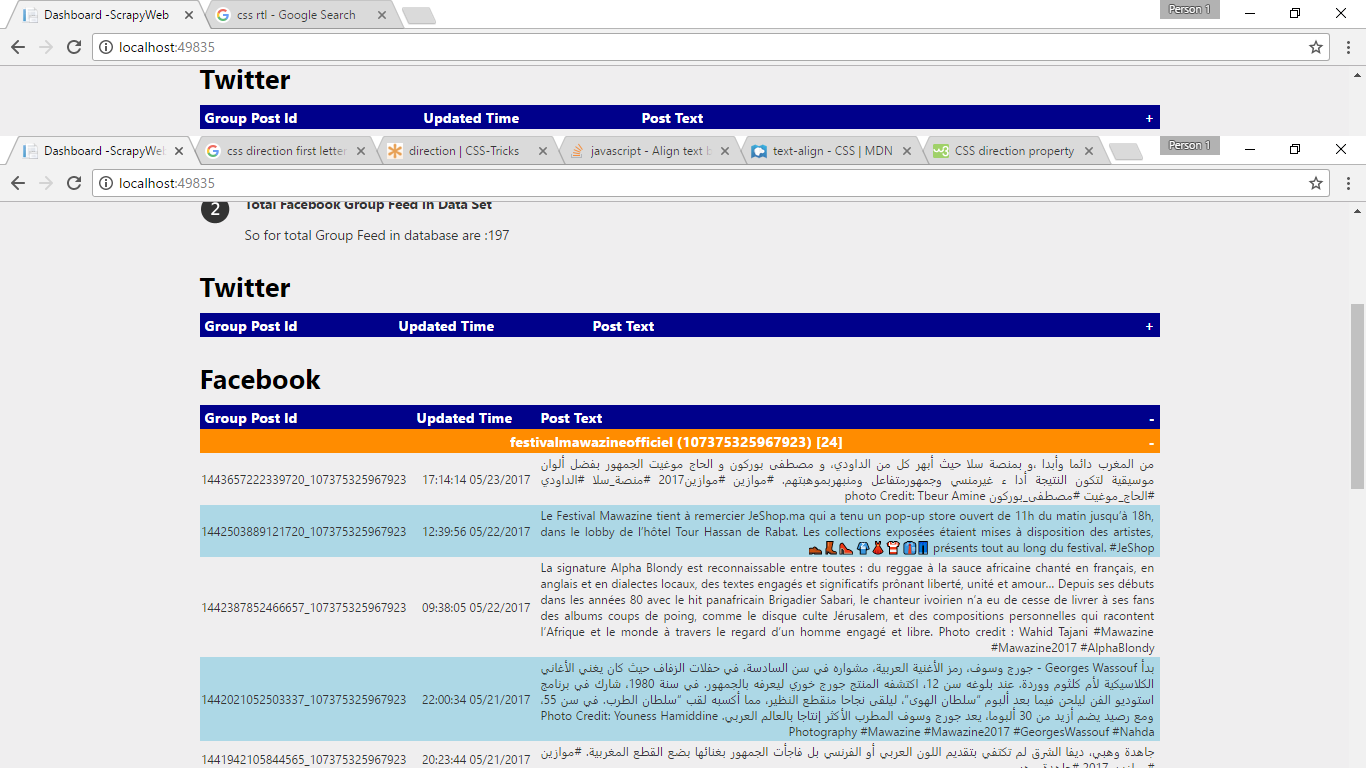 Dashboard -ScrapyWeb
css rtl - Google Search
Person 1
localhost:49835
Twitter
Group Post Id Updated Time Post Text +
Dashboard -ScrapyWeb
css direction first letter
direction | CSS-Tricks
javascript - Align text b
text-align - CSS | MDN
CSS direction property
Person 1
localhost:49835
2 Total Facebook Group Feed In Data Set
So for total Group Feed in database are :197
Twitter
Group Post Id Updated Time Post Text +
Facebook
Group Post Id Updated Time Post Text -
festivalmawazineofficiel (107375325967923) [24] -
1443657222339720_107375325967923 17:14:14 05/23/2017
من المغرب دائما وأبدا ،و بمنصة سلا حيث أبهر كل من الداودي، و مصطفى بوركون و الحاج موغيت الجمهور بفضل ألوان
موسيقية لتكون النتيجة أدا ء غيرمنسي وجمهورمتفاعل ومنبهربموهبتهم. #موازين #موازين2017 #منصة_سلا #الداودي
#الحاج_موغيت #مصطفى_بوركون photo Credit: Tbeur Amine
1442503889121720_107375325967923 12:39:56 05/22/2017
Le Festival Mawazine tient à remercier JeShop.ma qui a tenu un pop-up store ouvert de 11h du matin jusqu’à 18h,
dans le lobby de l’hôtel Tour Hassan de Rabat. Les collections exposées étaient mises à disposition des artistes,
présents tout au long du festival. #JeShop
1442387852466657_107375325967923 09:38:05 05/22/2017
La signature Alpha Blondy est reconnaissable entre toutes : du reggae à la sauce africaine chanté en français, en
anglais et en dialectes locaux, des textes engagés et significatifs prônant liberté, unité et amour... Depuis ses débuts
dans les années 80 avec le hit panafricain Brigadier Sabari, le chanteur ivoirien n’a eu de cesse de livrer à ses fans
des albums coups de poing, comme le disque culte Jérusalem, et des compositions personnelles qui racontent
l’Afrique et le monde à travers le regard d’un homme engagé et libre. Photo credit : Wahid Tajani #Mawazine
#Mawazine2017 #AlphaBlondy
1442021052503337_107375325967923 22:00:34 05/21/2017
بدأ Georges Wassouf - جورج وسوف، رمز الأغنية العربية، مشواره في سن السادسة، في حفلات الزفاف حيث كان يغني الأغاني
الكلاسيكية لأم كلثوم ووردة. عند بلوغه سن 12، اكتشفه المنتج جورج خوري ليعرفه بالجمهور. في سنة 1980، شارك في برنامج
استوديو الفن ليلحن فيما بعد ألبوم “سلطان الهوى”، ليلقى نجاحا منقطع النظير، مما أكسبه لقب “سلطان الطرب. في سن 55،
ومع رصيد يضم أزيد من 30 ألبوما، يعد جورج وسوف المطرب الأكثر إنتاجا بالعالم العربي. Photo Credit: Youness Hamiddine
Photography #Mawazine #Mawazine2017 #GeorgesWassouf #Nahda
1441942105844565_107375325967923 20:23:44 05/21/2017
جاهدة وهبي، ديفا الشرق لم تكتفي بتقديم اللون العربي أو الفرنسي بل فاجأت الجمهور بغنائها بضع القطع المغربية. #موازين